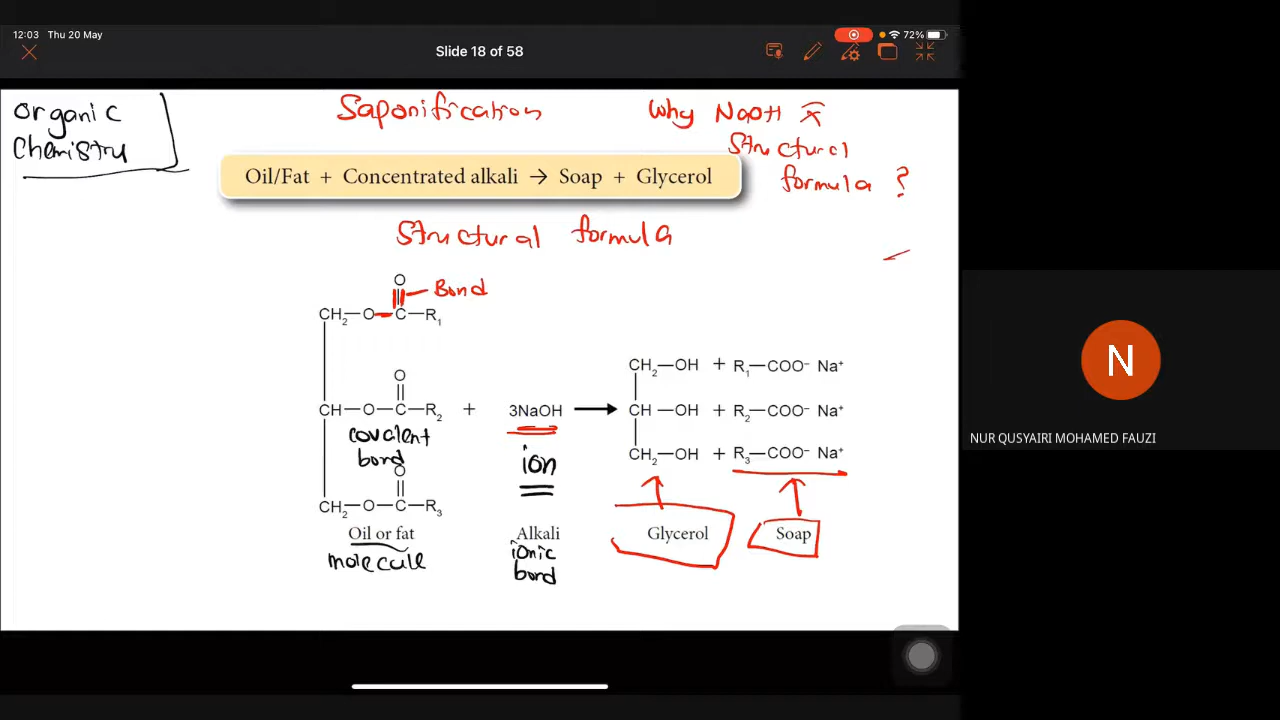 12:03 Thu 20 May
72%
Slide 18 of 58
Organic
Chemistry
Saponification
Why NaOH x
Structural
formula ?
Oil/Fat + Concentrated alkali → Soap + Glycerol
Structural formula
O
Bond
CH₂—O—C—R₁
O
CH—O—C—R₂ + 3NaOH → CH₂—OH + R₁—COO⁻ Na⁺
CH—OH + R₂—COO⁻ Na⁺
CH₂—OH + R₃—COO⁻ Na⁺
covalent
bond
ion
O
CH₂—O—C—R₃
Oil or fat
Alkali
Glycerol
Soap
molecule
ionic
bond
N
NUR QUSYAIRI MOHAMED FAUZI